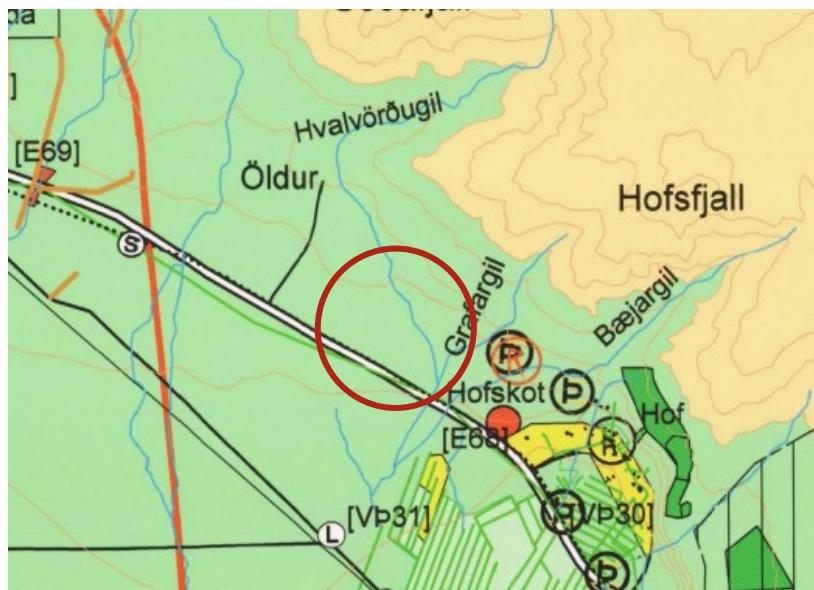 Hvalvörðugil
[E69]
Öldur
Hofsfjall
Grafargil
Bæjargil
Þ
R
S
Hofskot
Þ
Hof
[E68]
R
[VÞ31]
Þ
[VÞ30]
L
Þ